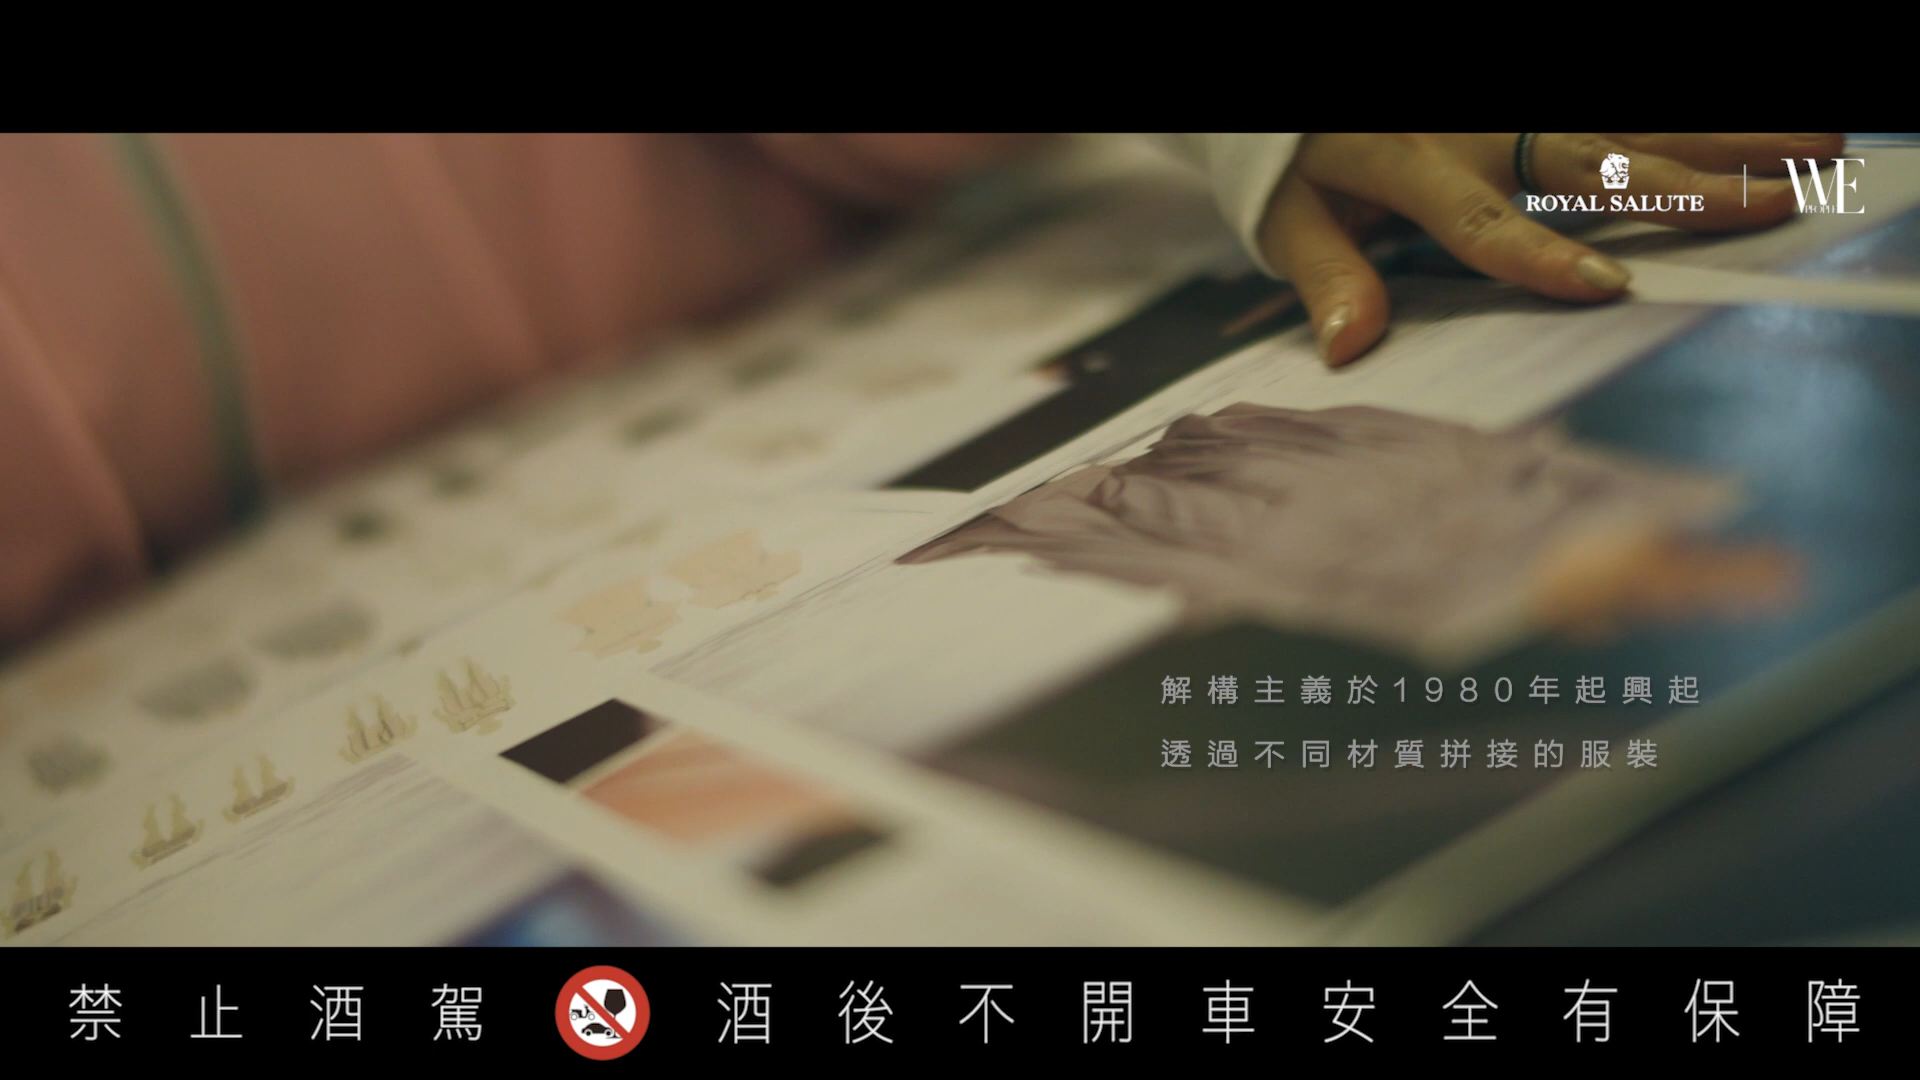 ROYAL SALUTE
WE
PEOPLE
解構主義於1980年起興起
透過不同材質拼接的服裝
禁止酒駕 酒後不開車安全有保障